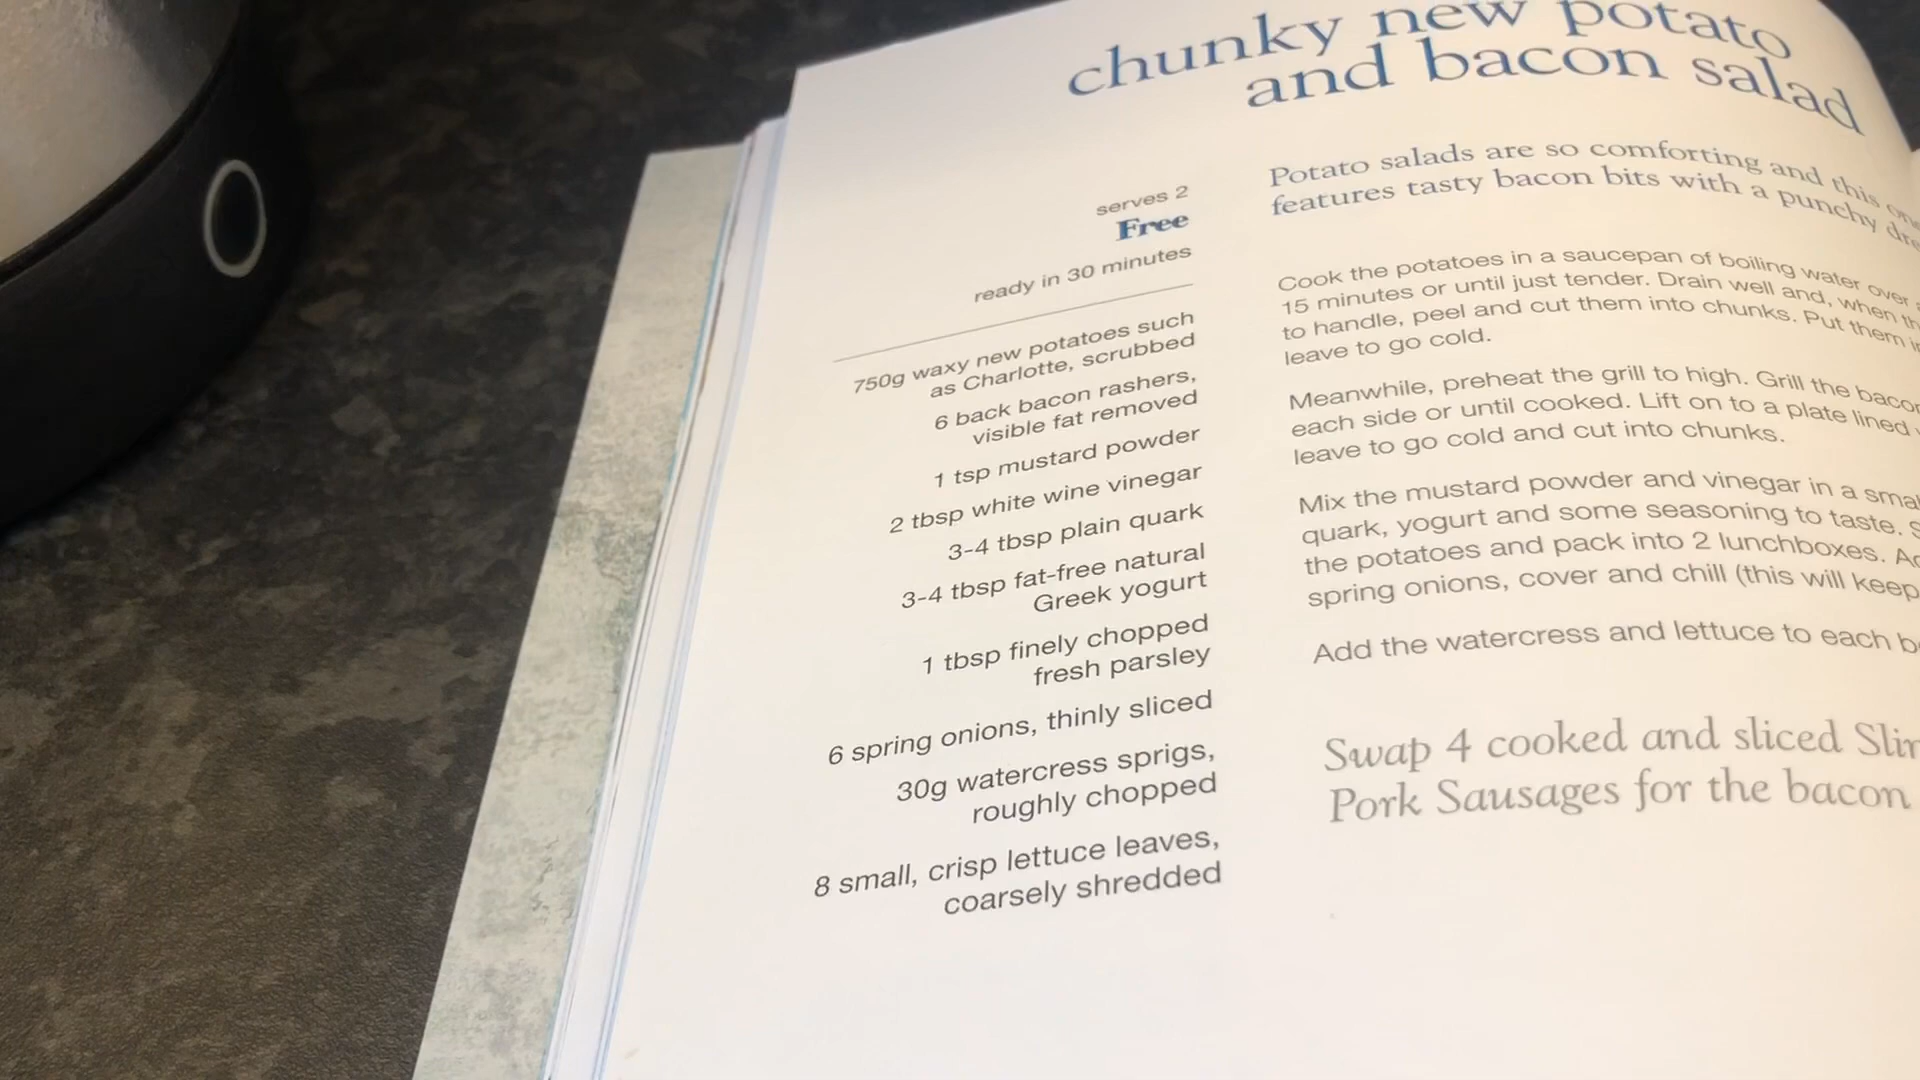 chunky new potato
and bacon salad
serves 2
Free
ready in 30 minutes
750g waxy new potatoes such
as Charlotte, scrubbed
6 back bacon rashers,
visible fat removed
1 tsp mustard powder
2 tbsp white wine vinegar
3-4 tbsp plain quark
3-4 tbsp fat-free natural
Greek yogurt
1 tbsp finely chopped
fresh parsley
6 spring onions, thinly sliced
30g watercress sprigs,
roughly chopped
8 small, crisp lettuce leaves,
coarsely shredded
Potato salads are so comforting and this
features tasty bacon bits with a punchy
Cook the potatoes in a saucepan of boiling water over
15 minutes or until just tender. Drain well and, when
to handle, peel and cut them into chunks. Put them
leave to go cold.
Meanwhile, preheat the grill to high. Grill the bacon
each side or until cooked. Lift on to a plate lined
leave to go cold and cut into chunks.
Mix the mustard powder and vinegar in a
quark, yogurt and some seasoning to taste.
the potatoes and pack into 2 lunchboxes.
spring onions, cover and chill (this will keep
Add the watercress and lettuce to each
Swap 4 cooked and sliced
Pork Sausages for the bacon